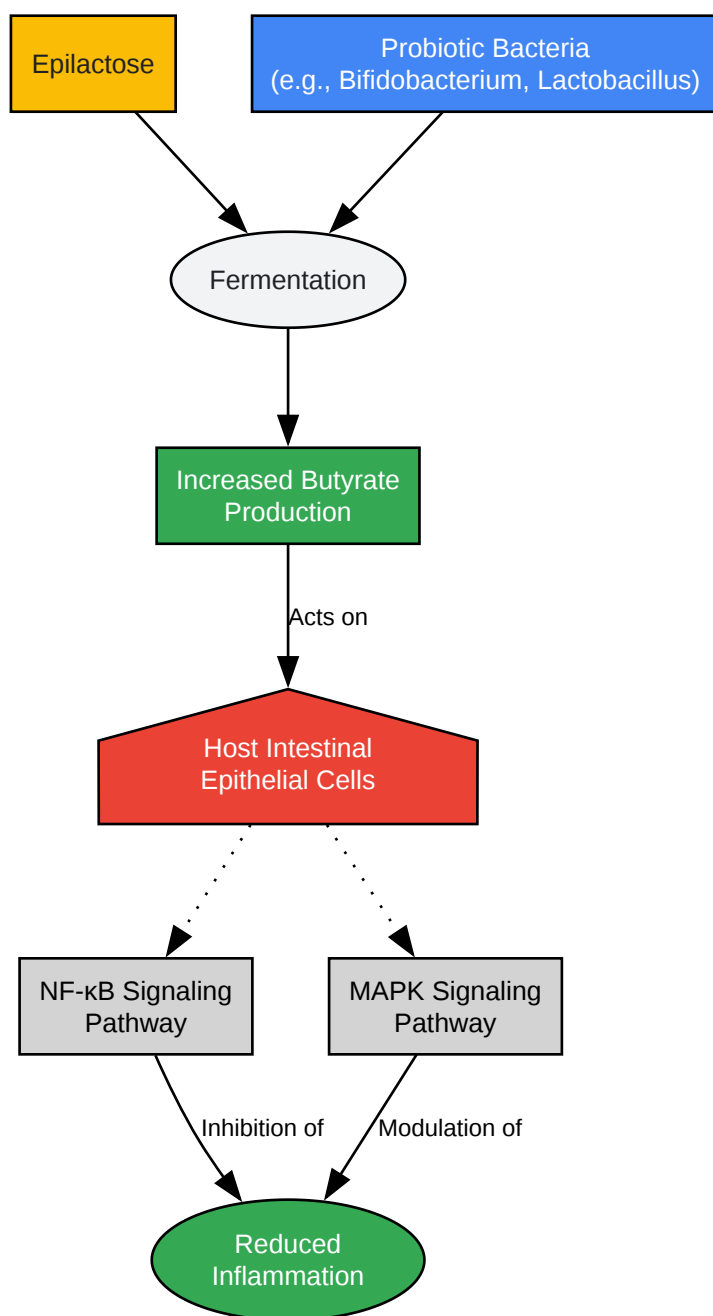 Epilactose
Probiotic Bacteria
(e.g., Bifidobacterium, Lactobacillus)
Fermentation
Increased Butyrate
Production
Acts on
Host Intestinal
Epithelial Cells
NF-κB Signaling
Pathway
MAPK Signaling
Pathway
Inhibition of
Modulation of
Reduced
Inflammation